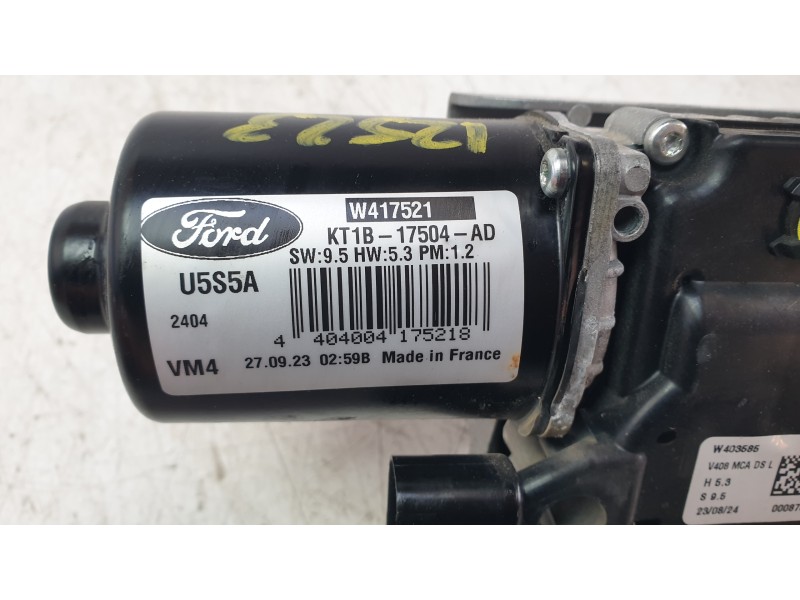 Ford
W417521
KT1B-17504-AD
SW:9.5 HW:5.3 PM:1.2
U5S5A
2404
4 404004 175218
VM4 27.09.23 02:59B Made in France
W403585
V408 MCA DS L
H 5.3
S 9.5
23/08/24